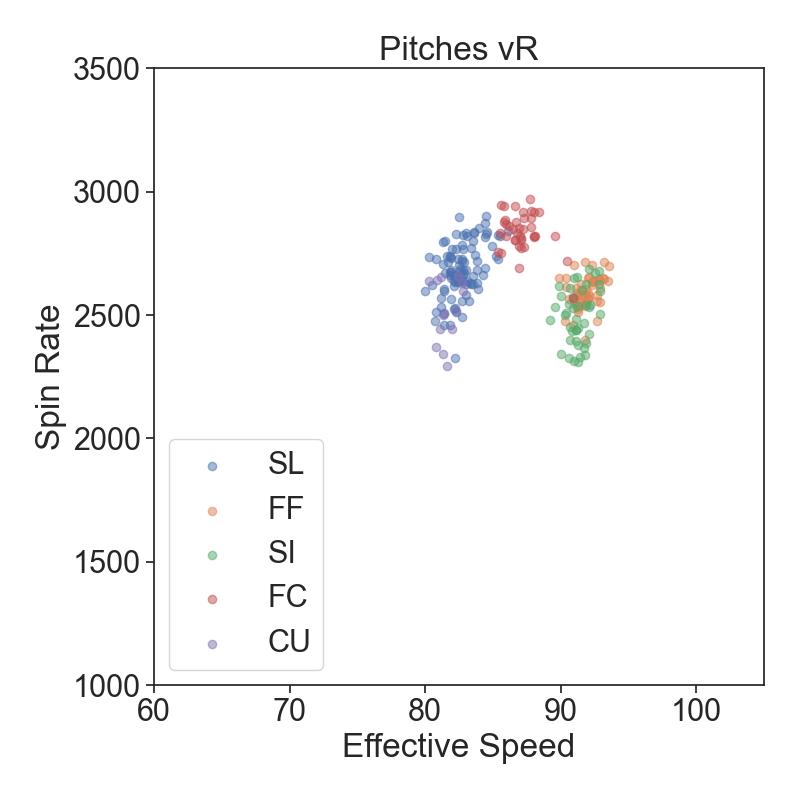 Pitches vR
3500
3000
2500
2000
1500
1000
Spin Rate
SL
FF
SI
FC
CU
60 70 80 90 100
Effective Speed